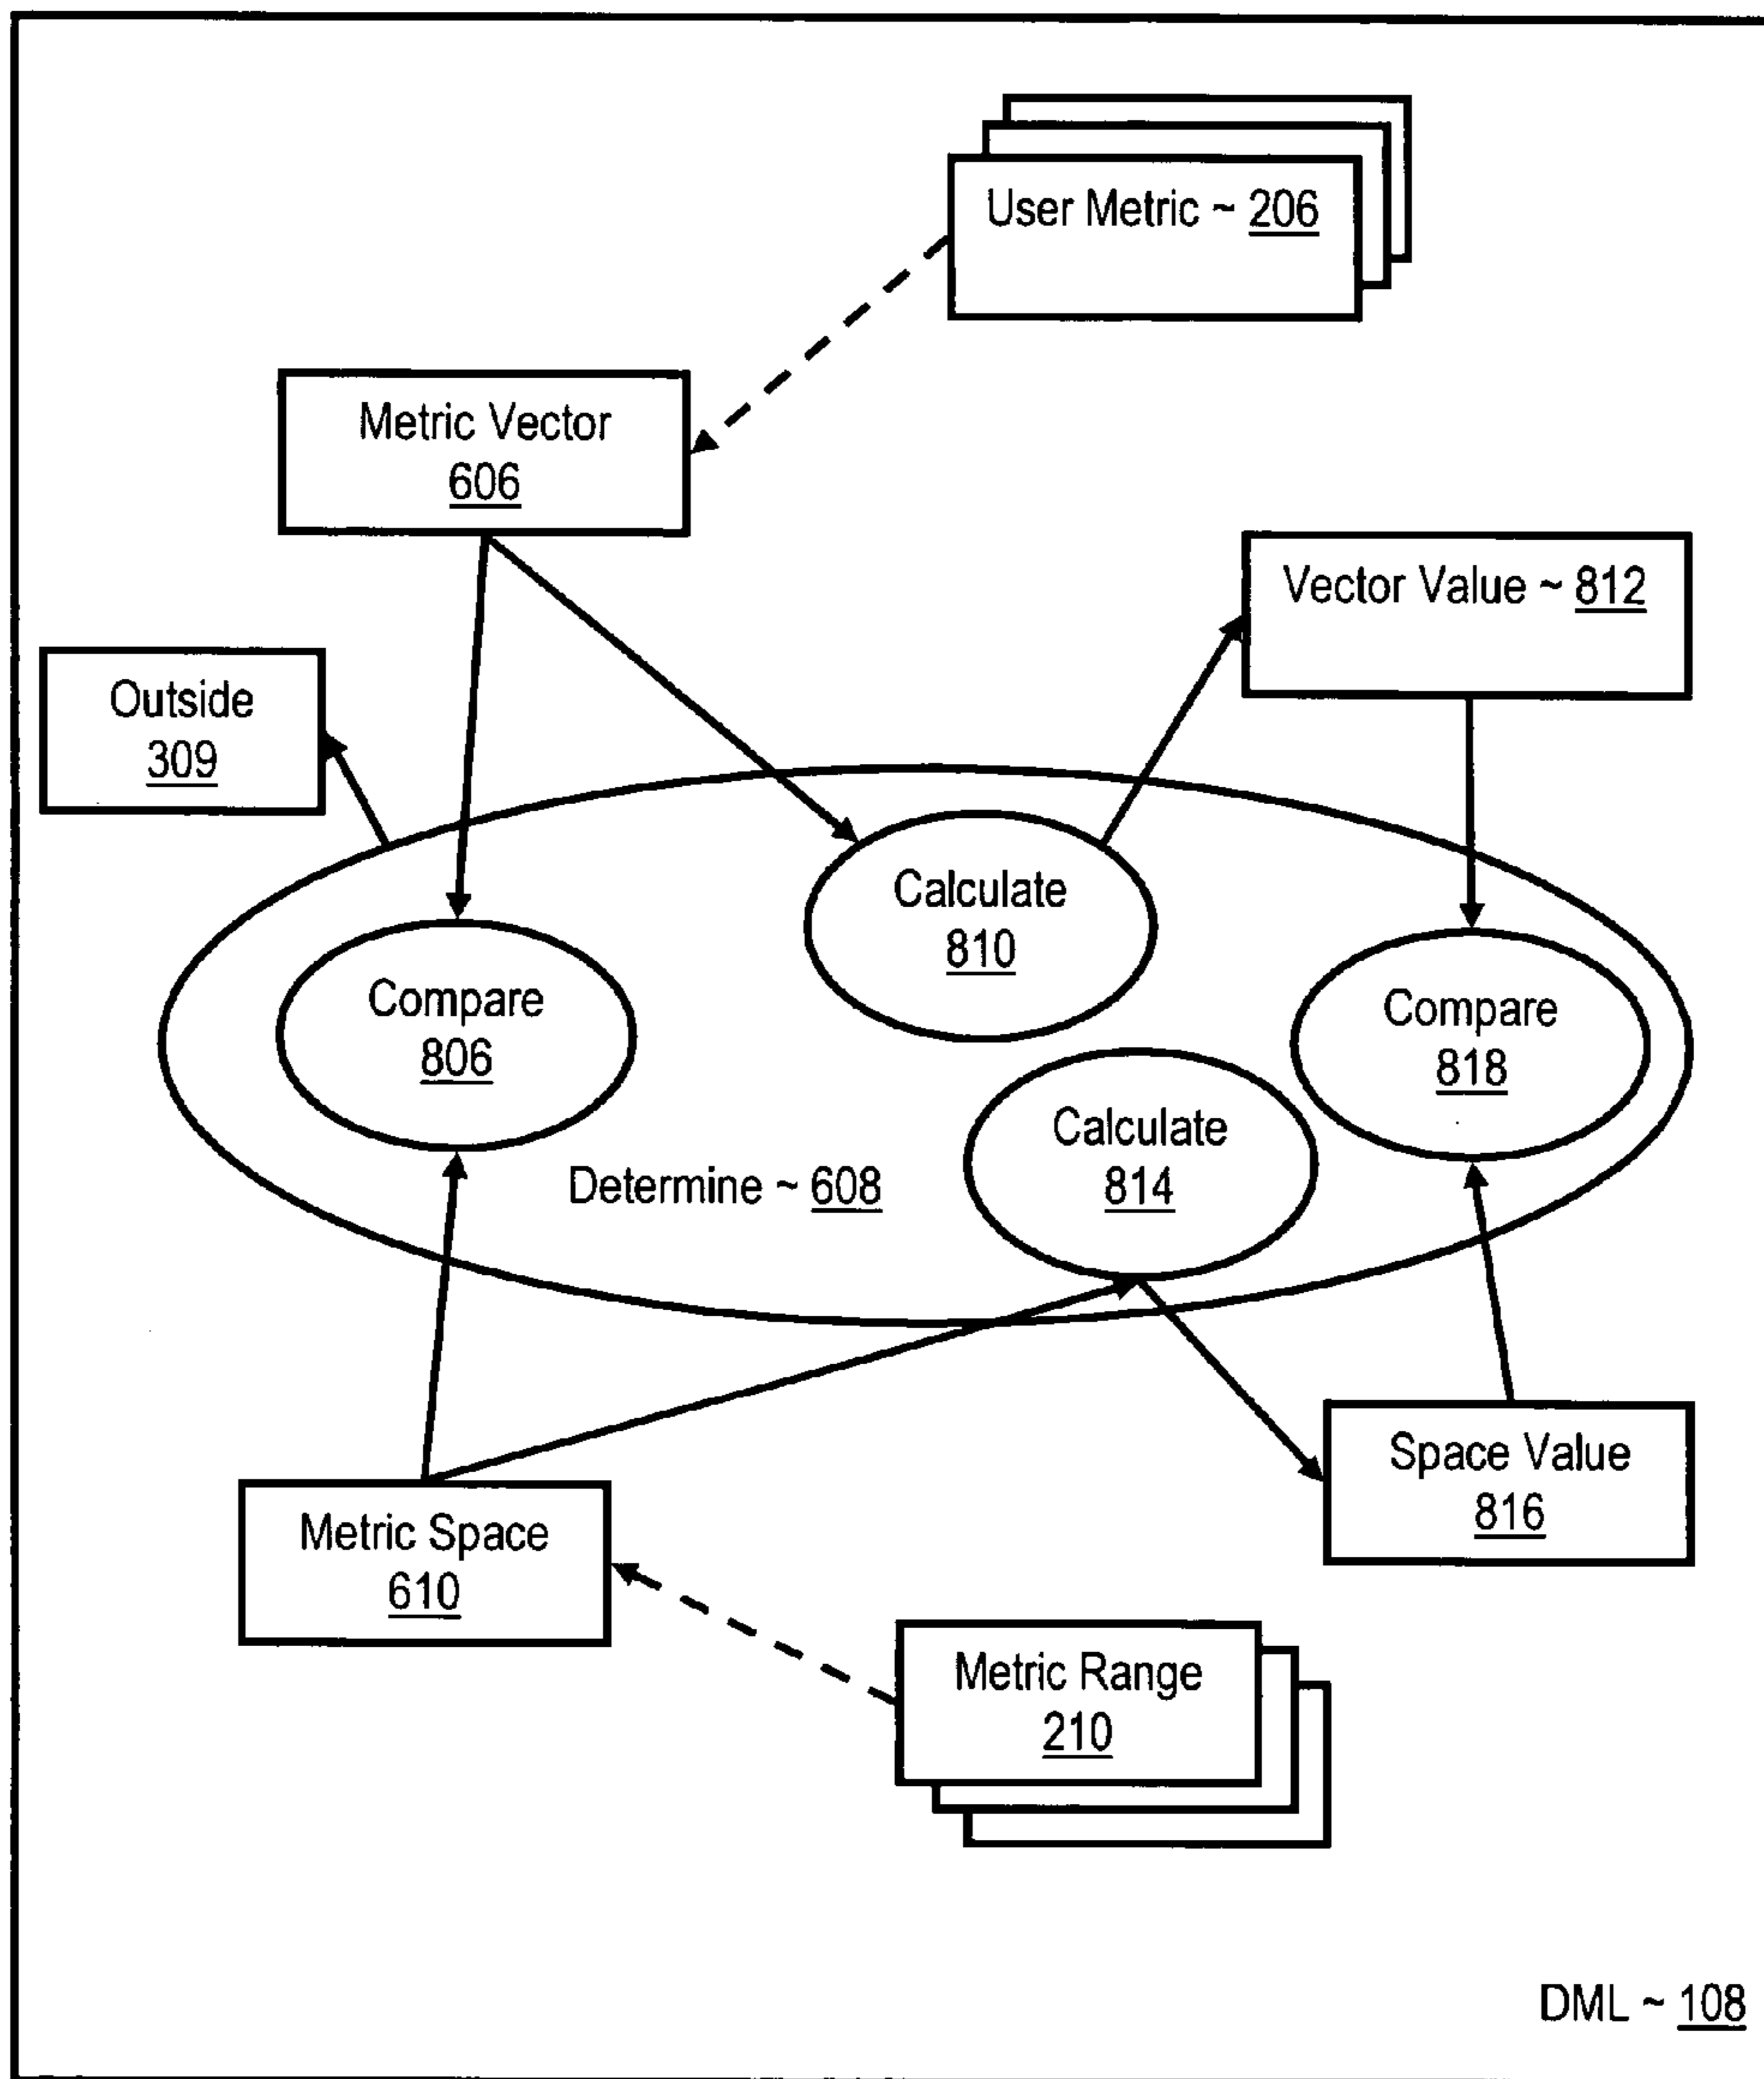 User Metric ~ 206
Metric Vector
606
Vector Value ~ 812
Outside
309
Calculate
810
Compare
806
Compare
818
Calculate
814
Determine ~ 608
Space Value
816
Metric Space
610
Metric Range
210
DML ~ 108